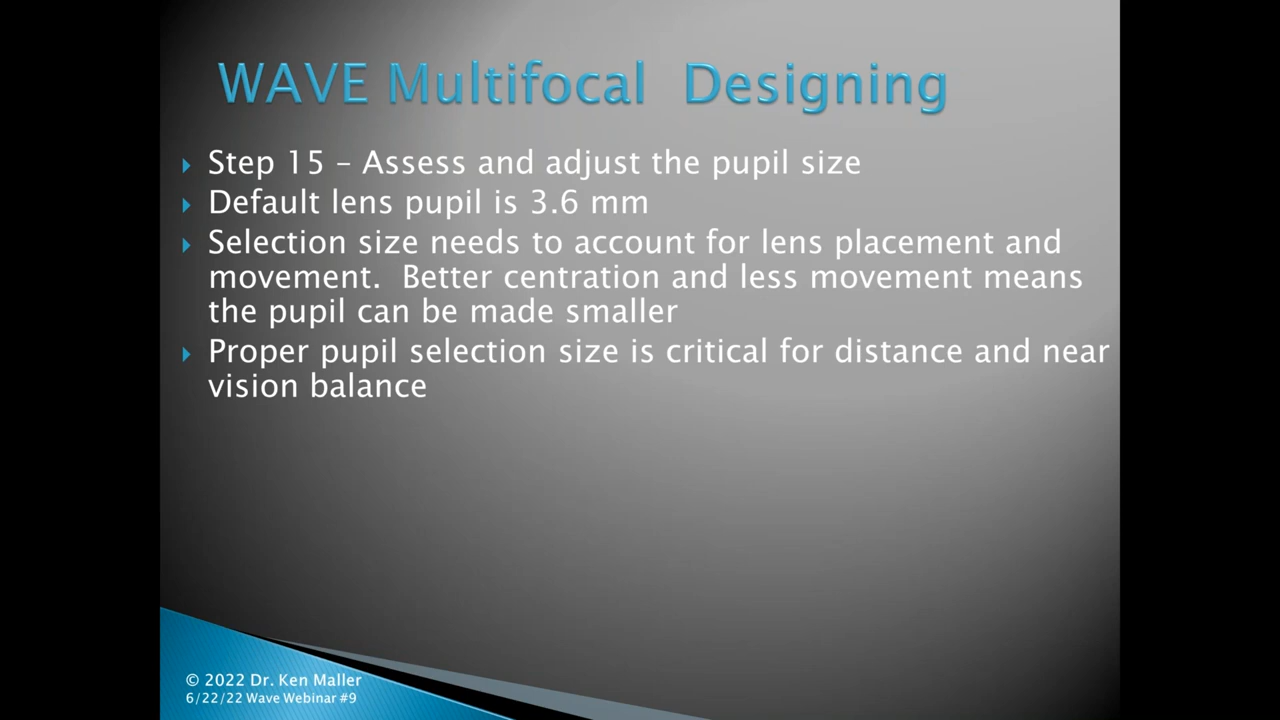 WAVE Multifocal Designing
Step 15 – Assess and adjust the pupil size
Default lens pupil is 3.6 mm
Selection size needs to account for lens placement and
movement. Better centration and less movement means
the pupil can be made smaller
Proper pupil selection size is critical for distance and near
vision balance
© 2022 Dr. Ken Maller
6/22/22 Wave Webinar #9